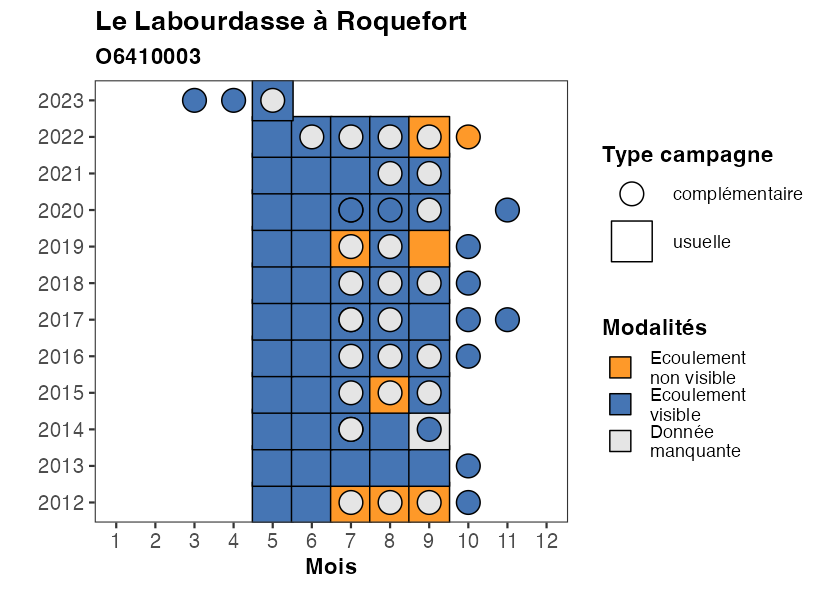 Le Labourdasse à Roquefort
O6410003
2023
2022
2021
2020
2019
2018
2017
2016
2015
2014
2013
2012
1 2 3 4 5 6 7 8 9 10 11 12
Mois
Type campagne
complémentaire
usuelle
Modalités
Ecoulement
non visible
Ecoulement
visible
Donnée
manquante